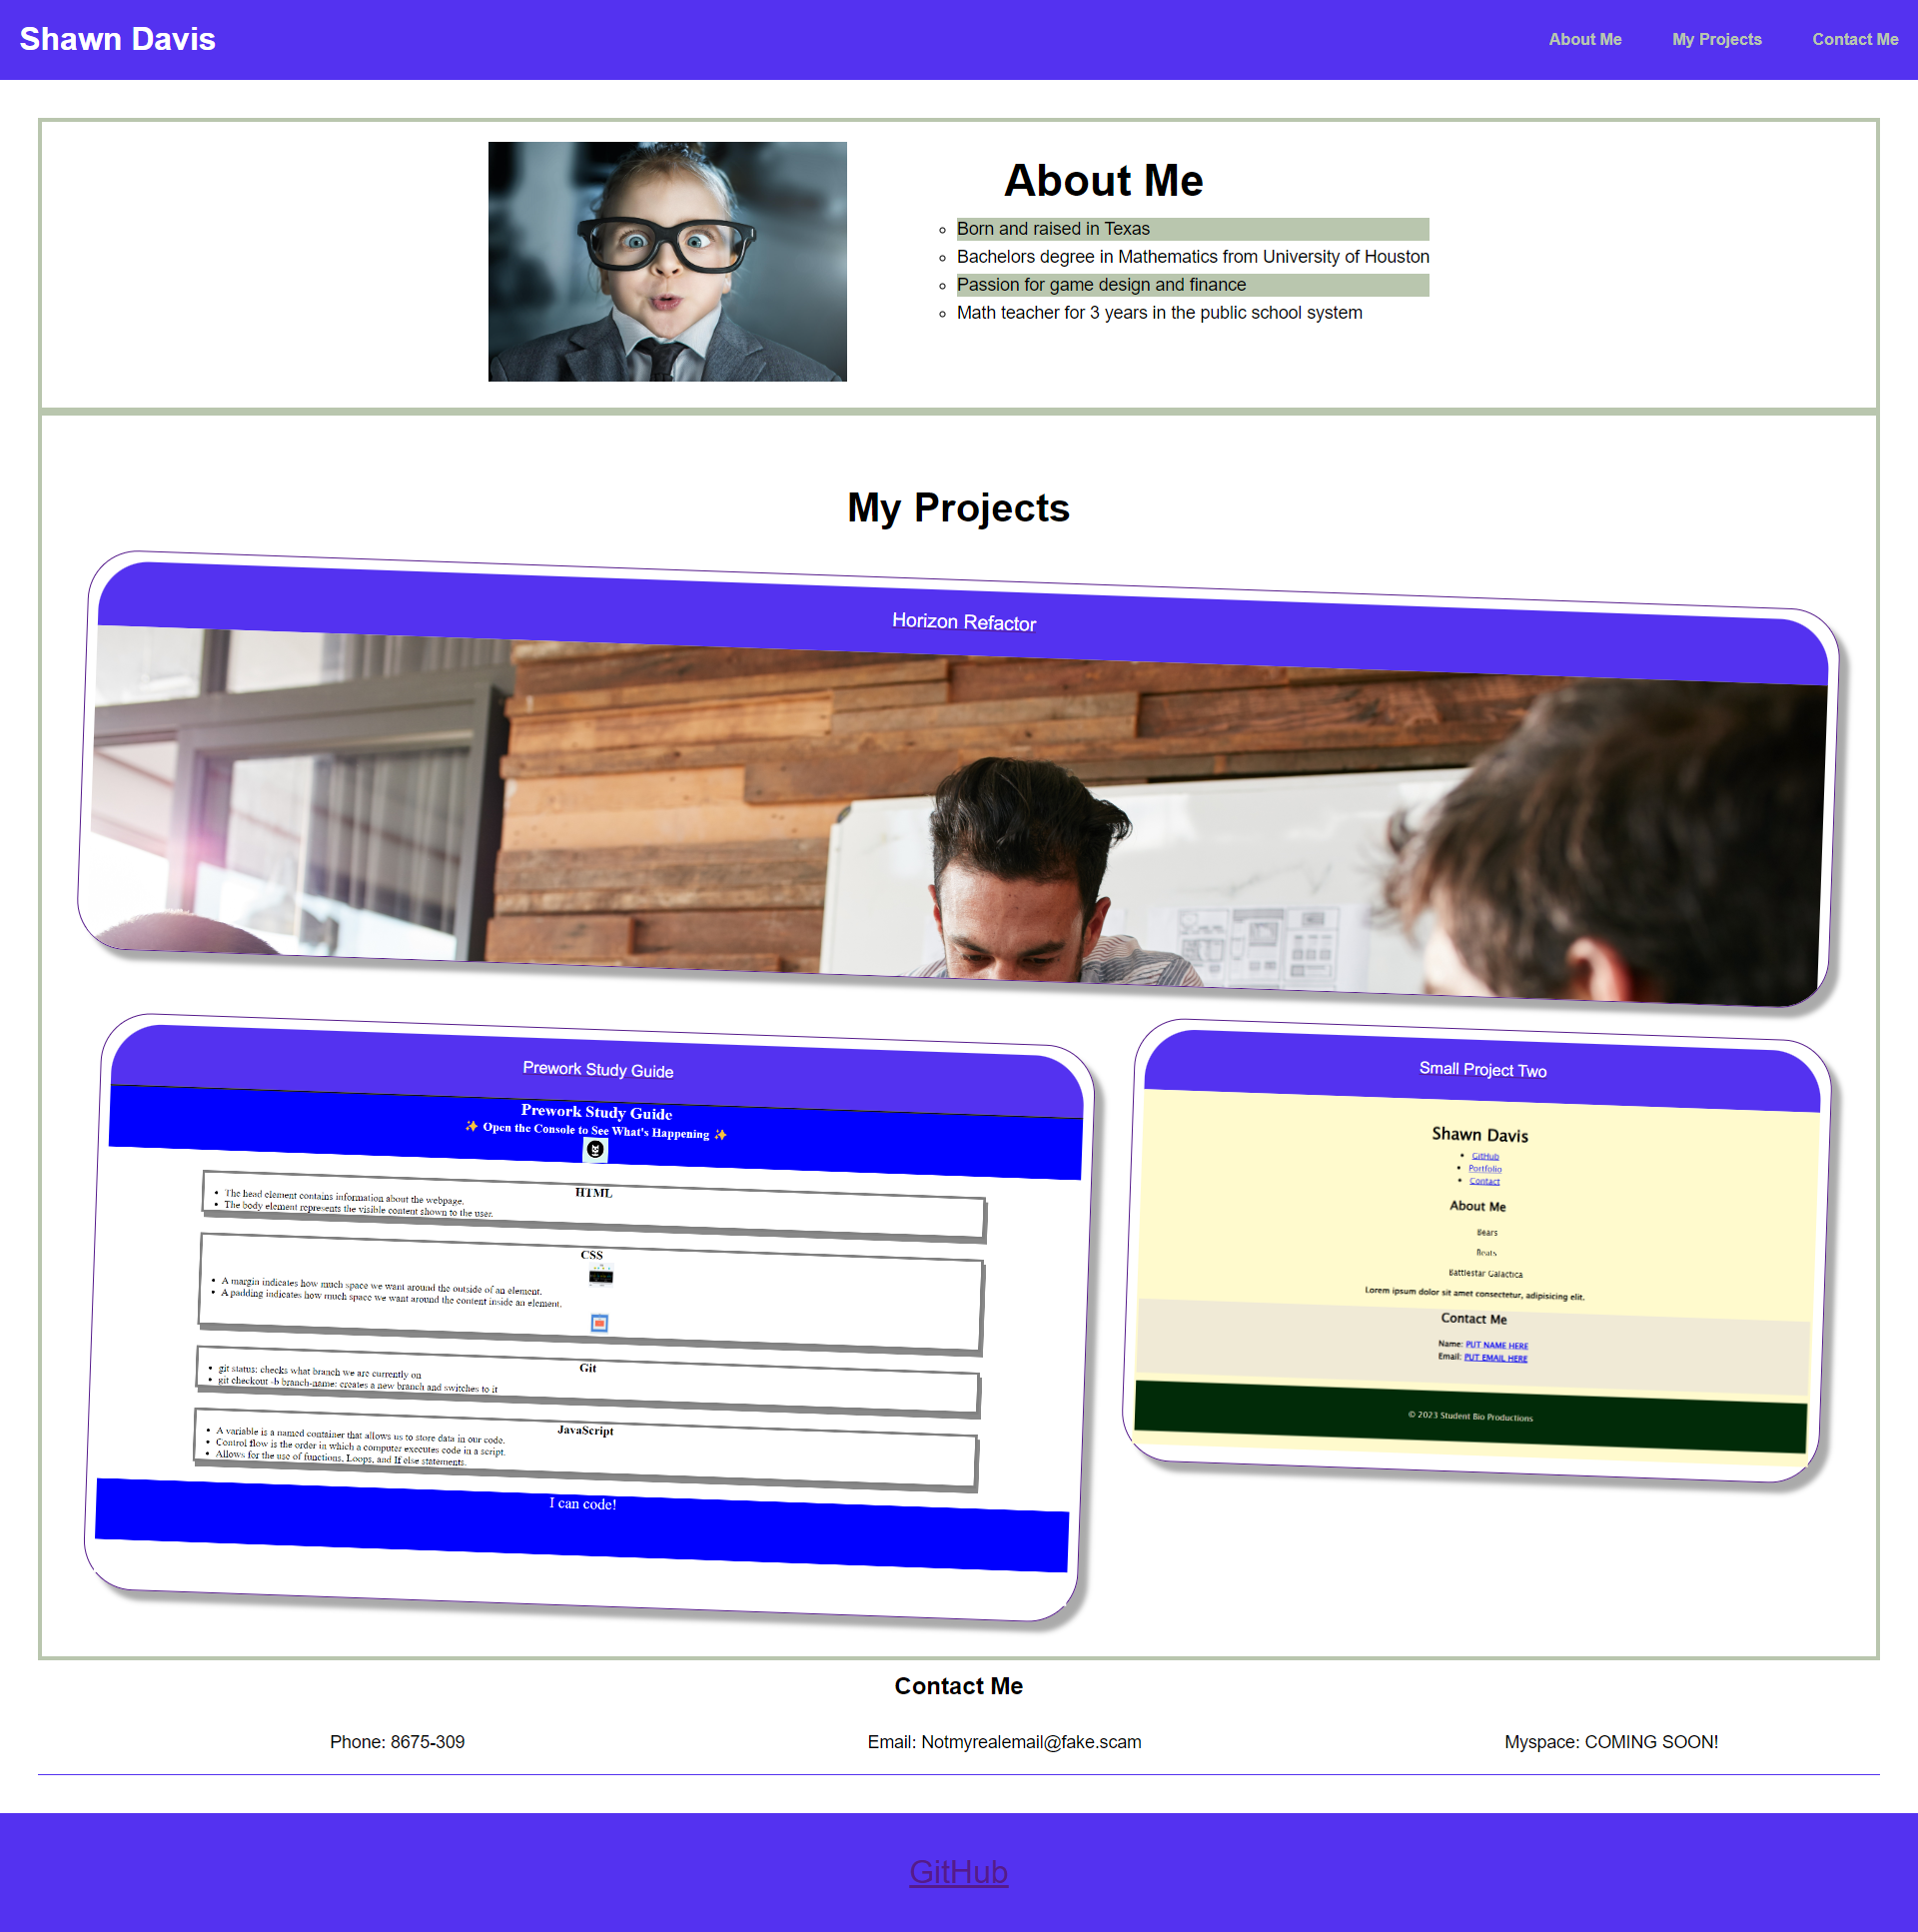 Shawn Davis
About Me
My Projects
Contact Me
About Me
Born and raised in Texas
Bachelors degree in Mathematics from University of Houston
Passion for game design and finance
Math teacher for 3 years in the public school system
My Projects
Horizon Refactor
Prework Study Guide
Prework Study Guide
✨ Open the Console to See What's Happening ✨
HTML
The head element contains information about the webpage.
The body element represents the visible content shown to the user.
CSS
A margin indicates how much space we want around the outside of an element.
A padding indicates how much space we want around the content inside an element.
Git
git status: checks what branch we are currently on
git checkout -b branch-name: creates a new branch and switches to it
JavaScript
A variable is a named container that allows us to store data in our code.
Control flow is the order in which a computer executes code in a script.
Allows for the use of functions, Loops, and If else statements.
I can code!
Small Project Two
Shawn Davis
GitHub
Portfolio
Contact
About Me
Bears
Beats
Battlestar Galactica
Lorem ipsum dolor sit amet consectetur, adipisicing elit.
Contact Me
Name: PUT NAME HERE
Email: PUT EMAIL HERE
© 2023 Student Bio Productions
Contact Me
Phone: 8675-309
Email: Notmyrealemail@fake.scam
Myspace: COMING SOON!
GitHub